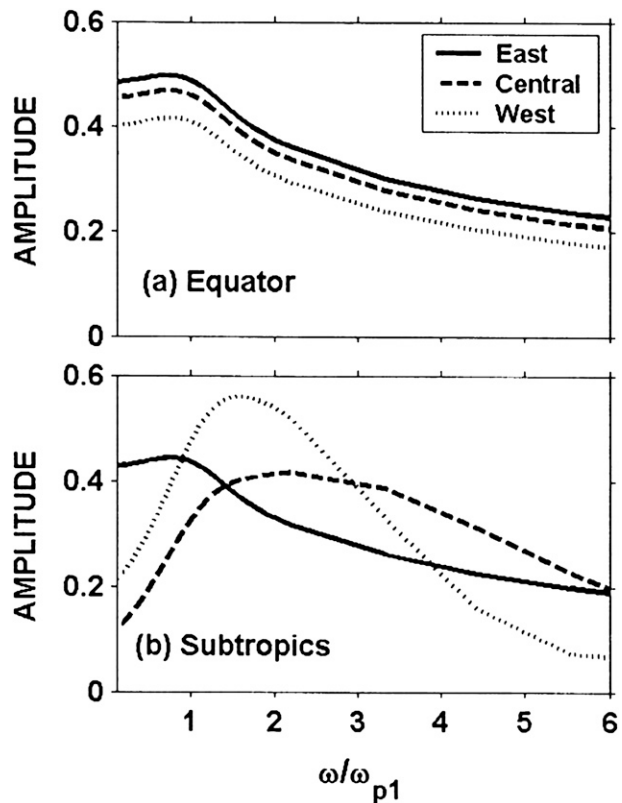 0.6
0.4
0.2
0
AMPLITUDE
East
Central
West
(a) Equator
0.6
0.4
0.2
0
AMPLITUDE
(b) Subtropics
1 2 3 4 5 6
ω/ωp1